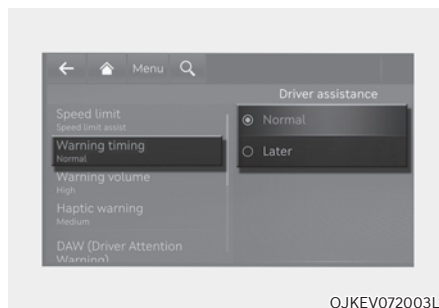 Menu
Driver assistance
Speed limit
Speed limit assist
Normal
Warning timing
Normal
Later
Warning volume
High
Haptic warning
Medium
DAW (Driver Attention
Warning)
OJKEV072003L